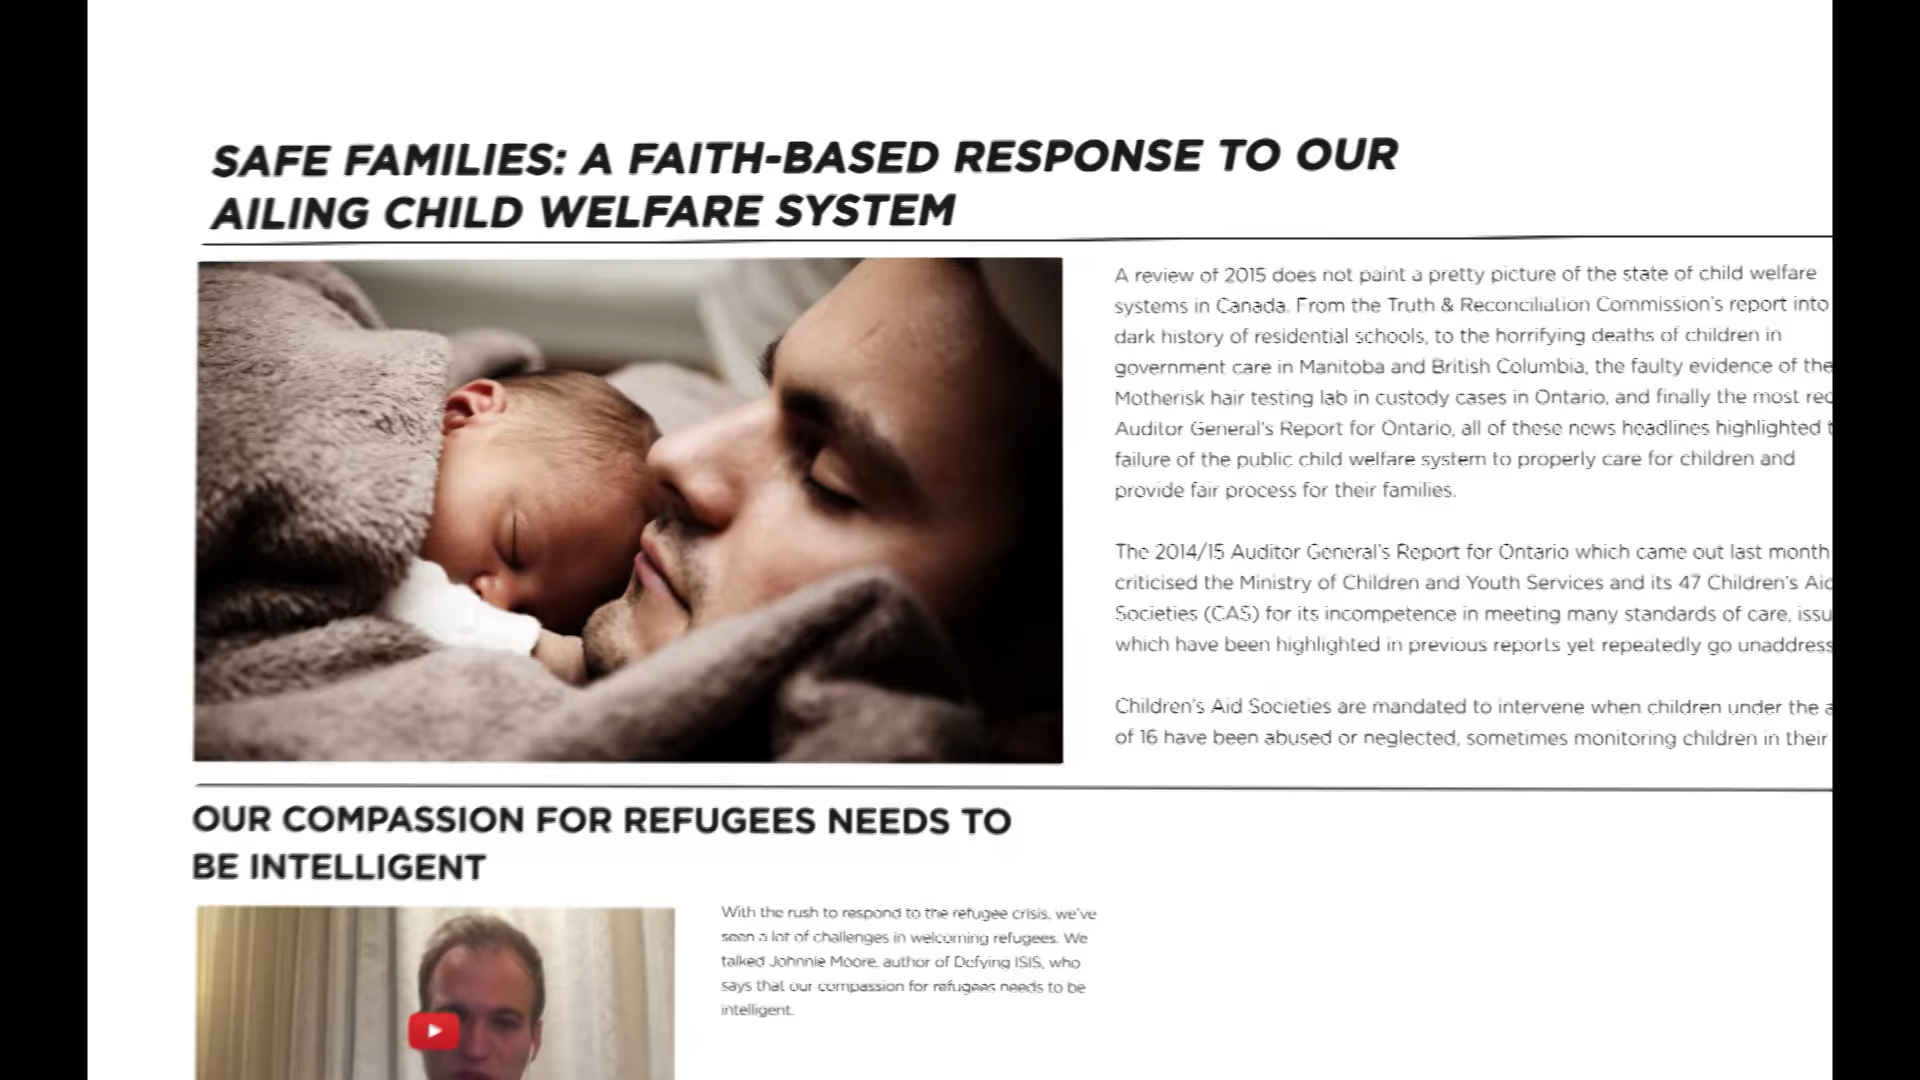 SAFE FAMILIES: A FAITH-BASED RESPONSE TO OUR
AILING CHILD WELFARE SYSTEM
A review of 2015 does not paint a pretty picture of the state of child welfare
systems in Canada. From the Truth & Reconciliation Commission's report into
dark history of residential schools, to the horrifying deaths of children in
government care in Manitoba and British Columbia, the faulty evidence of the
Motherisk hair testing lab in custody cases in Ontario, and finally the most
Auditor General's Report for Ontario, all of these news headlines highlighted
failure of the public child welfare system to properly care for children and
provide fair process for their families.
The 2014/15 Auditor General's Report for Ontario which came out last month
criticised the Ministry of Children and Youth Services and its 47 Children's Aid
Societies (CAS) for its incompetence in meeting many standards of care,
which have been highlighted in previous reports yet repeatedly go
Children's Aid Societies are mandated to intervene when children under the
of 16 have been abused or neglected, sometimes monitoring children in their
OUR COMPASSION FOR REFUGEES NEEDS TO
BE INTELLIGENT
With the rush to respond to the refugee crisis, we've
seen a lot of challenges in welcoming refugees. We
talked Johnnie Moore, author of Defying ISIS, who
says that our compassion for refugees needs to be
intelligent.